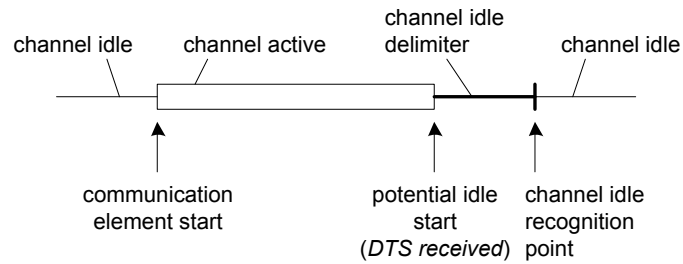 channel idle
channel active
channel idle
delimiter
channel idle
communication
element start
potential idle
start
(DTS received)
channel idle
recognition
point